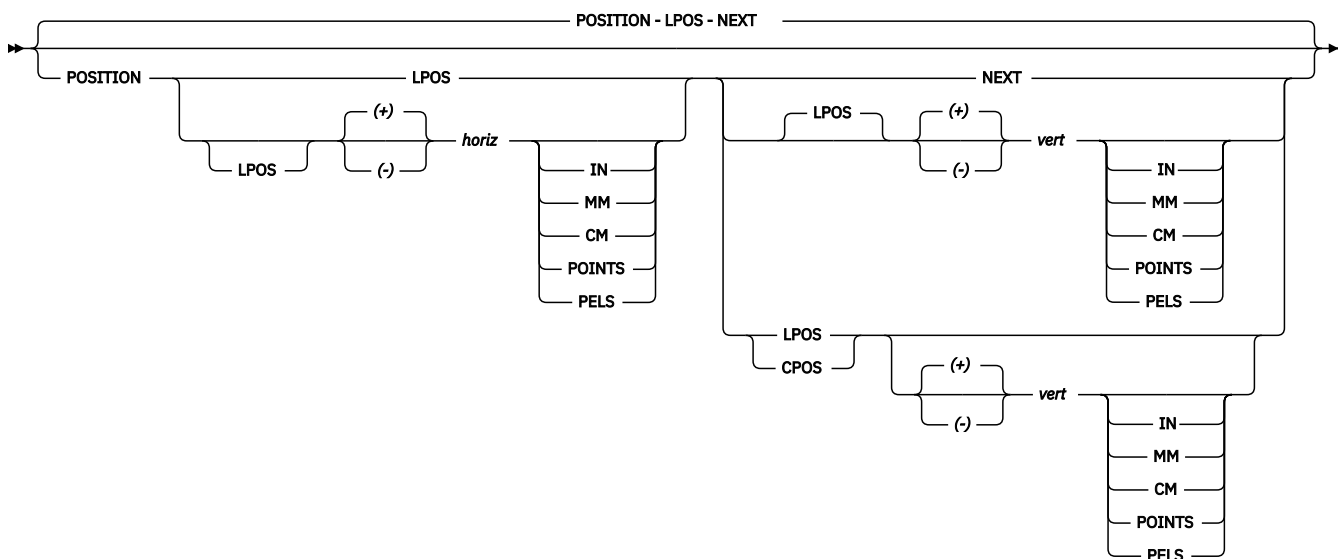 POSITION - LPOS - NEXT
POSITION LPOS NEXT
(+) LPOS (+)
horiz vert
LPOS (-) IN (-) IN
MM MM
CM CM
POINTS POINTS
PELS PELS
LPOS
CPOS (+)
vert
(-) IN
MM
CM
POINTS
PELS